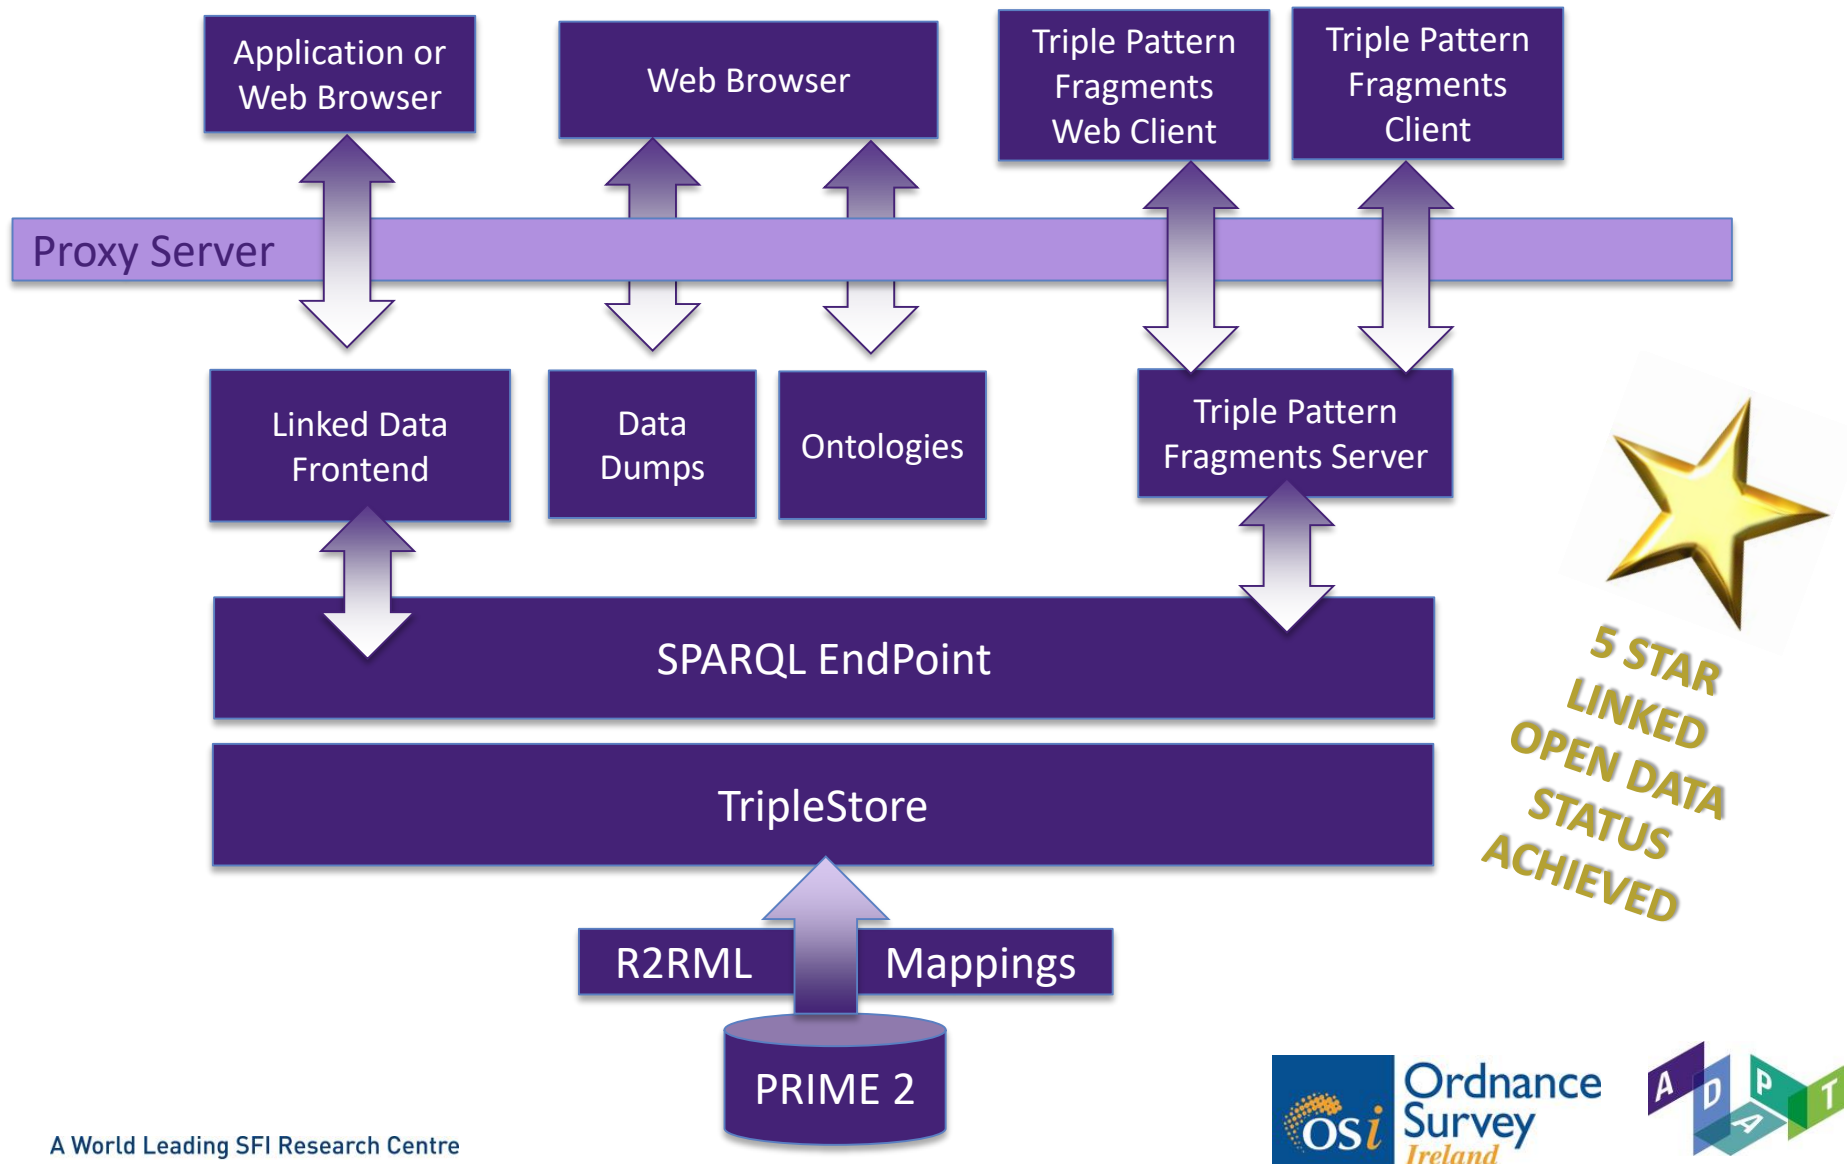 Application or
Web Browser
Web Browser
Triple Pattern
Fragments
Web Client
Triple Pattern
Fragments
Client
Proxy Server
Linked Data
Frontend
Data
Dumps
Ontologies
Triple Pattern
Fragments Server
SPARQL EndPoint
TripleStore
5 STAR
LINKED
OPEN DATA
STATUS
ACHIEVED
R2RML
Mappings
PRIME 2
A World Leading SFI Research Centre
osi
Ordnance
Survey
Ireland
ADAPT